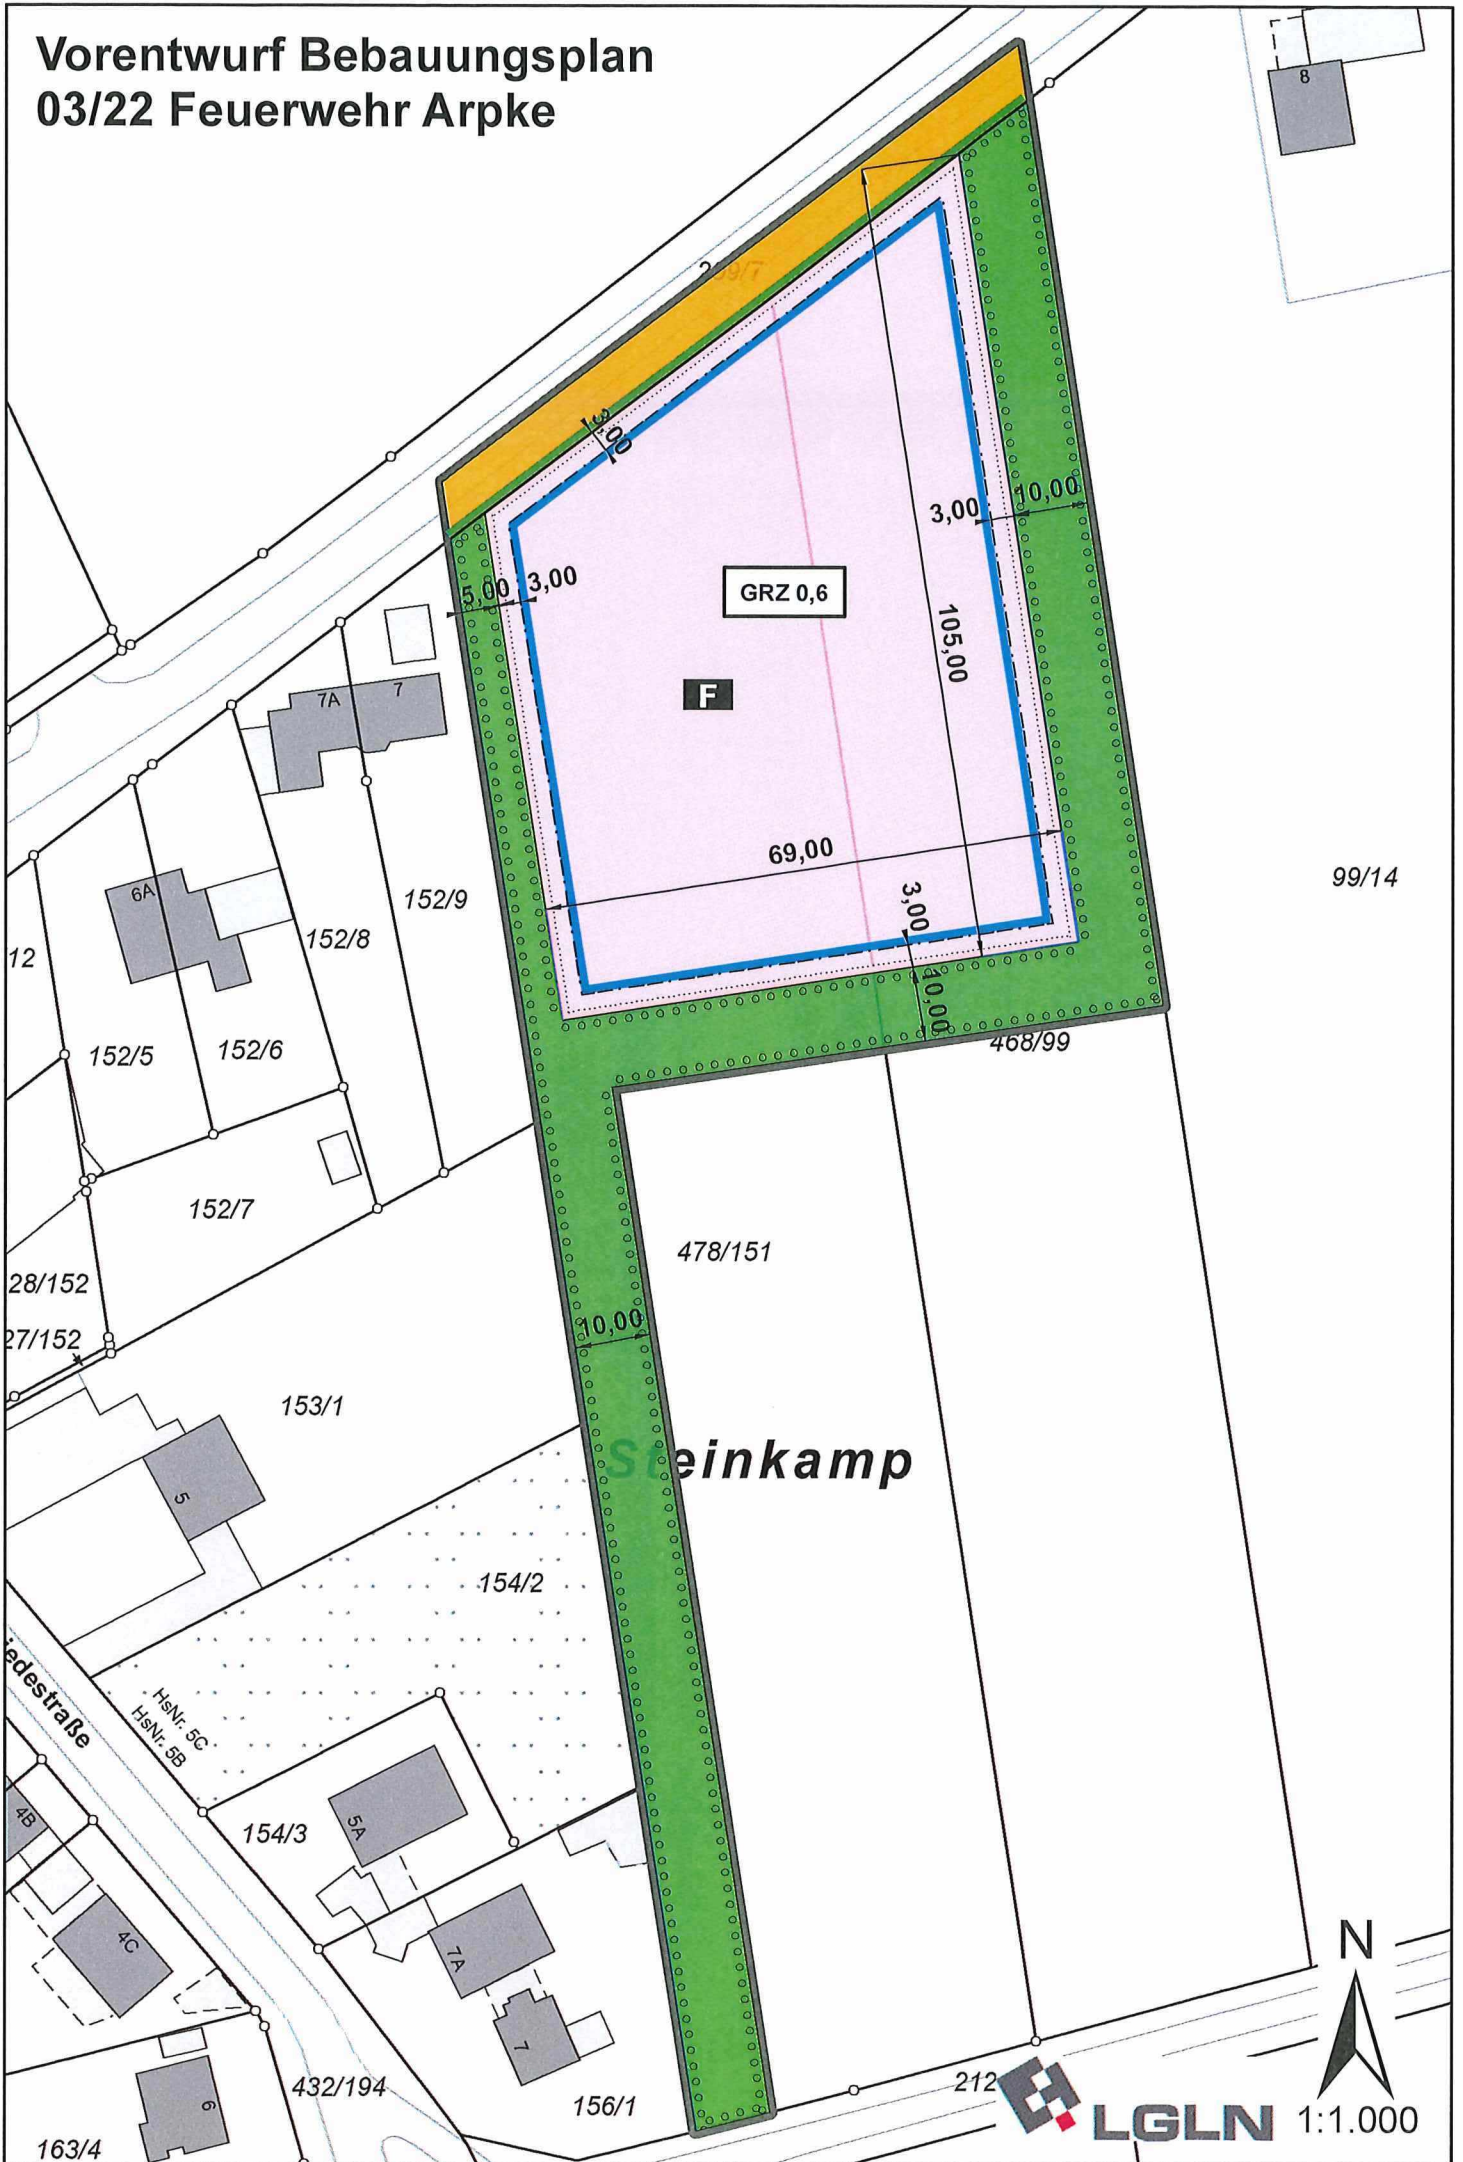 Vorentwurf Bebauungsplan
03/22 Feuerwehr Arpke
8
3,00
3,00
10,00
5,00
3,00
GRZ 0,6
105,00
F
7A
7
69,00
99/14
6A
152/9
3,00
152/8
12
10,00
468/99
152/5
152/6
152/7
478/151
28/152
27/152
10,00
153/1
Steinkamp
5
154/2
iedestraße
HsNr. 5C
HsNr. 5B
4B
5A
154/3
4C
7A
N
7
212
432/194
6
156/1
LGLN
1:1.000
163/4